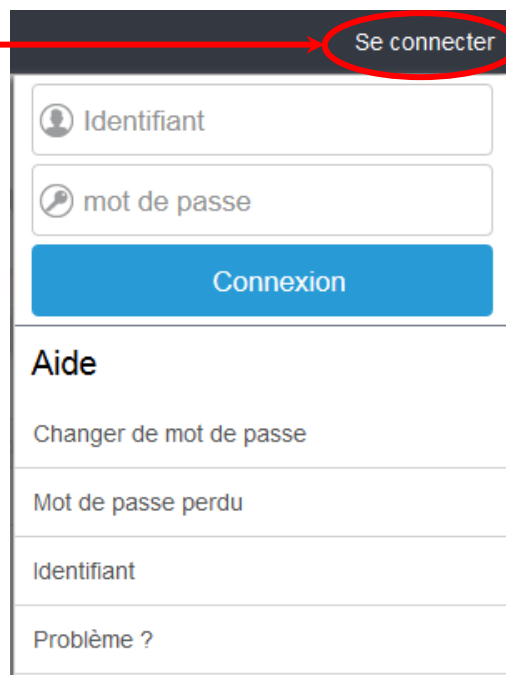 Se connecter
Identifiant
mot de passe
Connexion
Aide
Changer de mot de passe
Mot de passe perdu
Identifiant
Problème ?